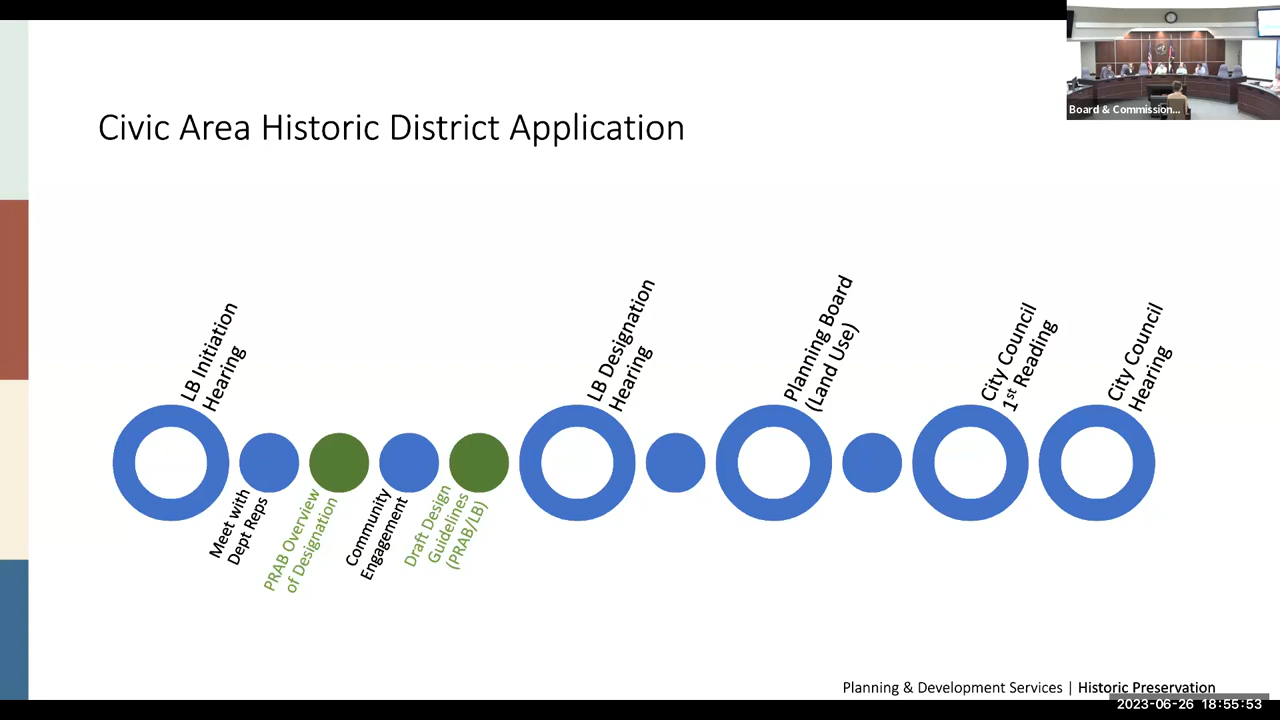 Board & Commission...
Civic Area Historic District Application
LB Initiation
Hearing
Meet with
Dept Reps
PRAB Overview
of Designation
Community
Engagement
Draft Design
Guidelines
(PRAB/LB)
LB Designation
Hearing
Planning Board
(Land Use)
City Council
1st Reading
City Council
Hearing
Planning & Development Services | Historic Preservation
2023-06-26 18:55:53